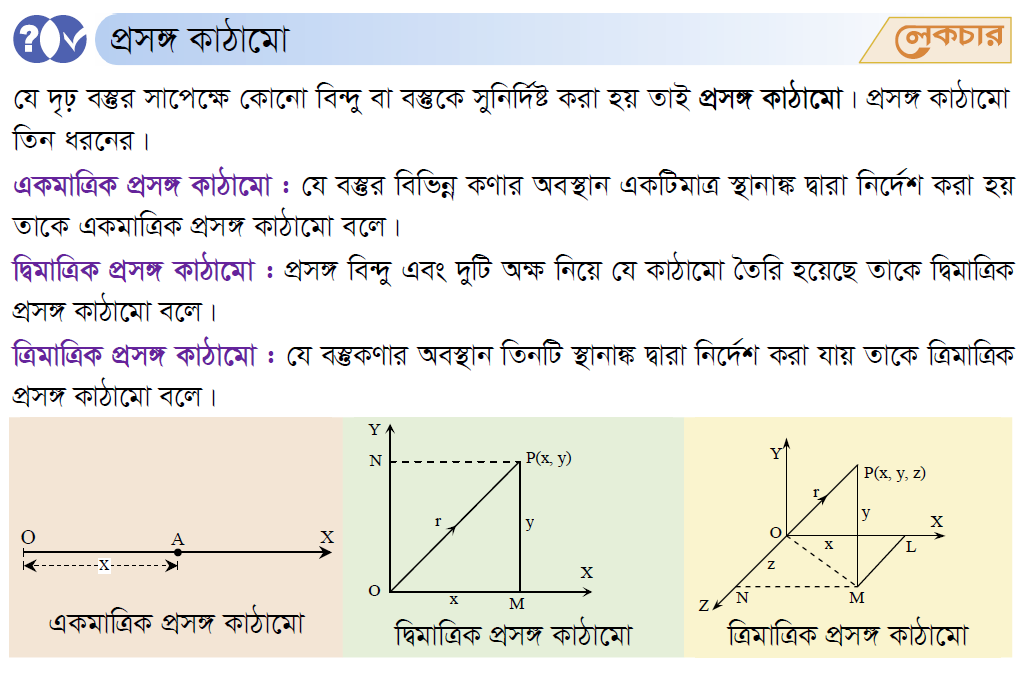 ?
প্রসঙ্গ কাঠামো
লেকচার
যে দৃঢ় বস্তুর সাপেক্ষে কোনো বিন্দু বা বস্তুকে সুনির্দিষ্ট করা হয় তাই প্রসঙ্গ কাঠামো। প্রসঙ্গ কাঠামো
তিন ধরনের।
একমাত্রিক প্রসঙ্গ কাঠামো : যে বস্তুর বিভিন্ন কণার অবস্থান একটিমাত্র স্থানাঙ্ক দ্বারা নির্দেশ করা হয়
তাকে একমাত্রিক প্রসঙ্গ কাঠামো বলে।
দ্বিমাত্রিক প্রসঙ্গ কাঠামো : প্রসঙ্গ বিন্দু এবং দুটি অক্ষ নিয়ে যে কাঠামো তৈরি হয়েছে তাকে দ্বিমাত্রিক
প্রসঙ্গ কাঠামো বলে।
ত্রিমাত্রিক প্রসঙ্গ কাঠামো : যে বস্তুকণার অবস্থান তিনটি স্থানাঙ্ক দ্বারা নির্দেশ করা যায় তাকে ত্রিমাত্রিক
প্রসঙ্গ কাঠামো বলে।
O A X
x
একমাত্রিক প্রসঙ্গ কাঠামো
Y
N P(x, y)
r y
X
O x M
দ্বিমাত্রিক প্রসঙ্গ কাঠামো
Y
P(x, y, z)
r y
O x X
L
z
Z N M
ত্রিমাত্রিক প্রসঙ্গ কাঠামো